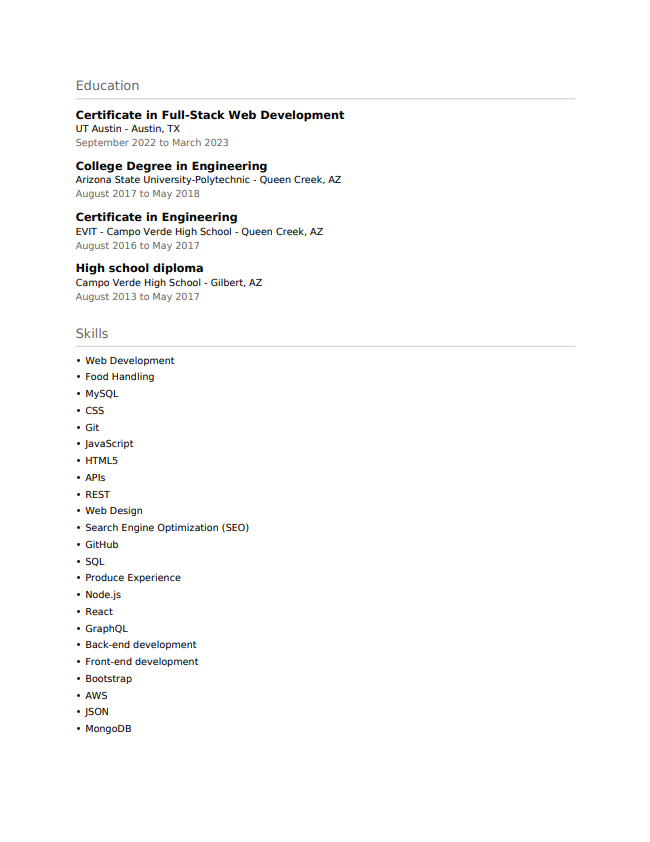 Education
Certificate in Full-Stack Web Development
UT Austin - Austin, TX
September 2022 to March 2023
College Degree in Engineering
Arizona State University-Polytechnic - Queen Creek, AZ
August 2017 to May 2018
Certificate in Engineering
EVIT - Campo Verde High School - Queen Creek, AZ
August 2016 to May 2017
High school diploma
Campo Verde High School - Gilbert, AZ
August 2013 to May 2017
Skills
• Web Development
• Food Handling
• MySQL
• CSS
• Git
• JavaScript
• HTML5
• APIs
• REST
• Web Design
• Search Engine Optimization (SEO)
• GitHub
• SQL
• Produce Experience
• Node.js
• React
• GraphQL
• Back-end development
• Front-end development
• Bootstrap
• AWS
• JSON
• MongoDB